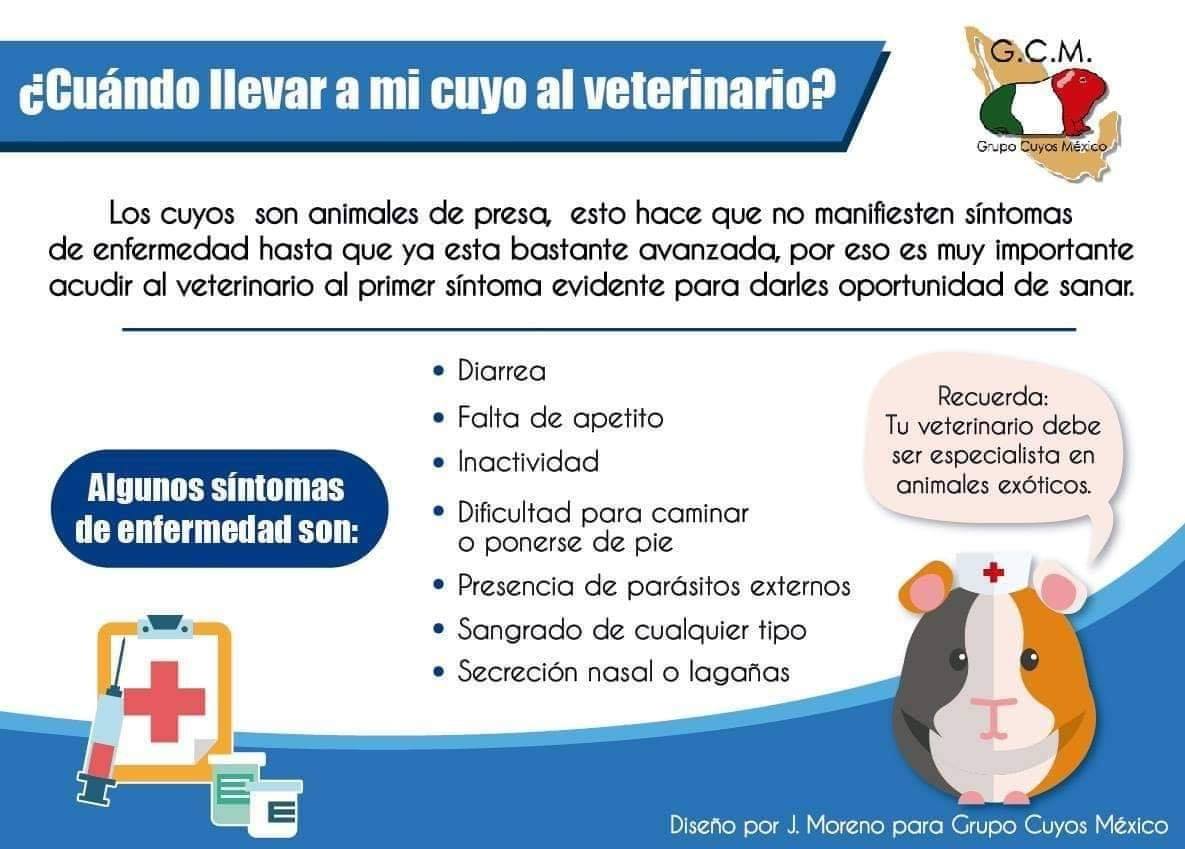 ¿Cuándo llevar a mi cuyo al veterinario?
G.C.M.
Grupo Cuyos México
Los cuyos son animales de presa, esto hace que no manifiesten síntomas
de enfermedad hasta que ya esta bastante avanzada, por eso es muy importante
acudir al veterinario al primer síntoma evidente para darles oportunidad de sanar.
Algunos síntomas
de enfermedad son:
• Diarrea
• Falta de apetito
• Inactividad
• Dificultad para caminar
o ponerse de pie
• Presencia de parásitos externos
• Sangrado de cualquier tipo
• Secreción nasal o lagañas
Recuerda:
Tu veterinario debe
ser especialista en
animales exóticos.
Diseño por J. Moreno para Grupo Cuyos México